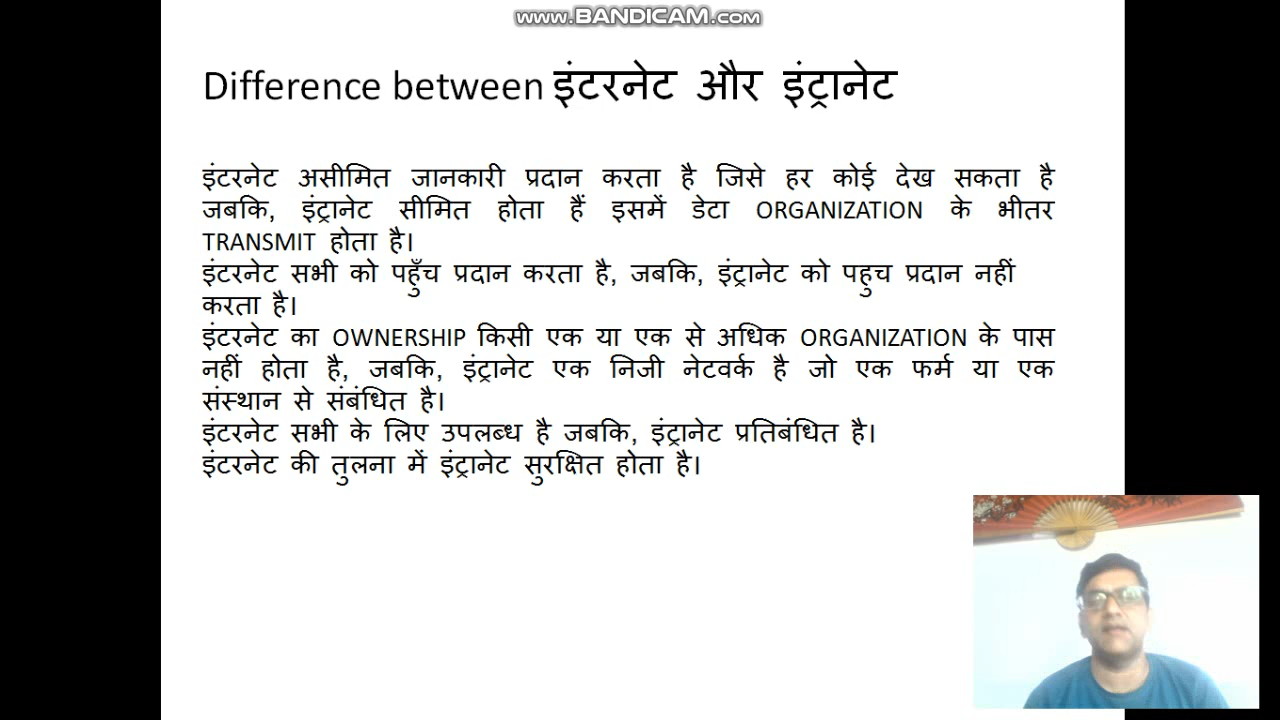 www.BANDICAM.com
Difference between इंटरनेट और इंट्रानेट
इंटरनेट असीमित जानकारी प्रदान करता है जिसे हर कोई देख सकता है
जबकि, इंट्रानेट सीमित होता हैं इसमें डेटा ORGANIZATION के भीतर
TRANSMIT होता है।
इंटरनेट सभी को पहुँच प्रदान करता है, जबकि, इंट्रानेट को पहुच प्रदान नहीं
करता है।
इंटरनेट का OWNERSHIP किसी एक या एक से अधिक ORGANIZATION के पास
नहीं होता है, जबकि, इंट्रानेट एक निजी नेटवर्क है जो एक फर्म या एक
संस्थान से संबंधित है।
इंटरनेट सभी के लिए उपलब्ध है जबकि, इंट्रानेट प्रतिबंधित है।
इंटरनेट की तुलना में इंट्रानेट सुरक्षित होता है।